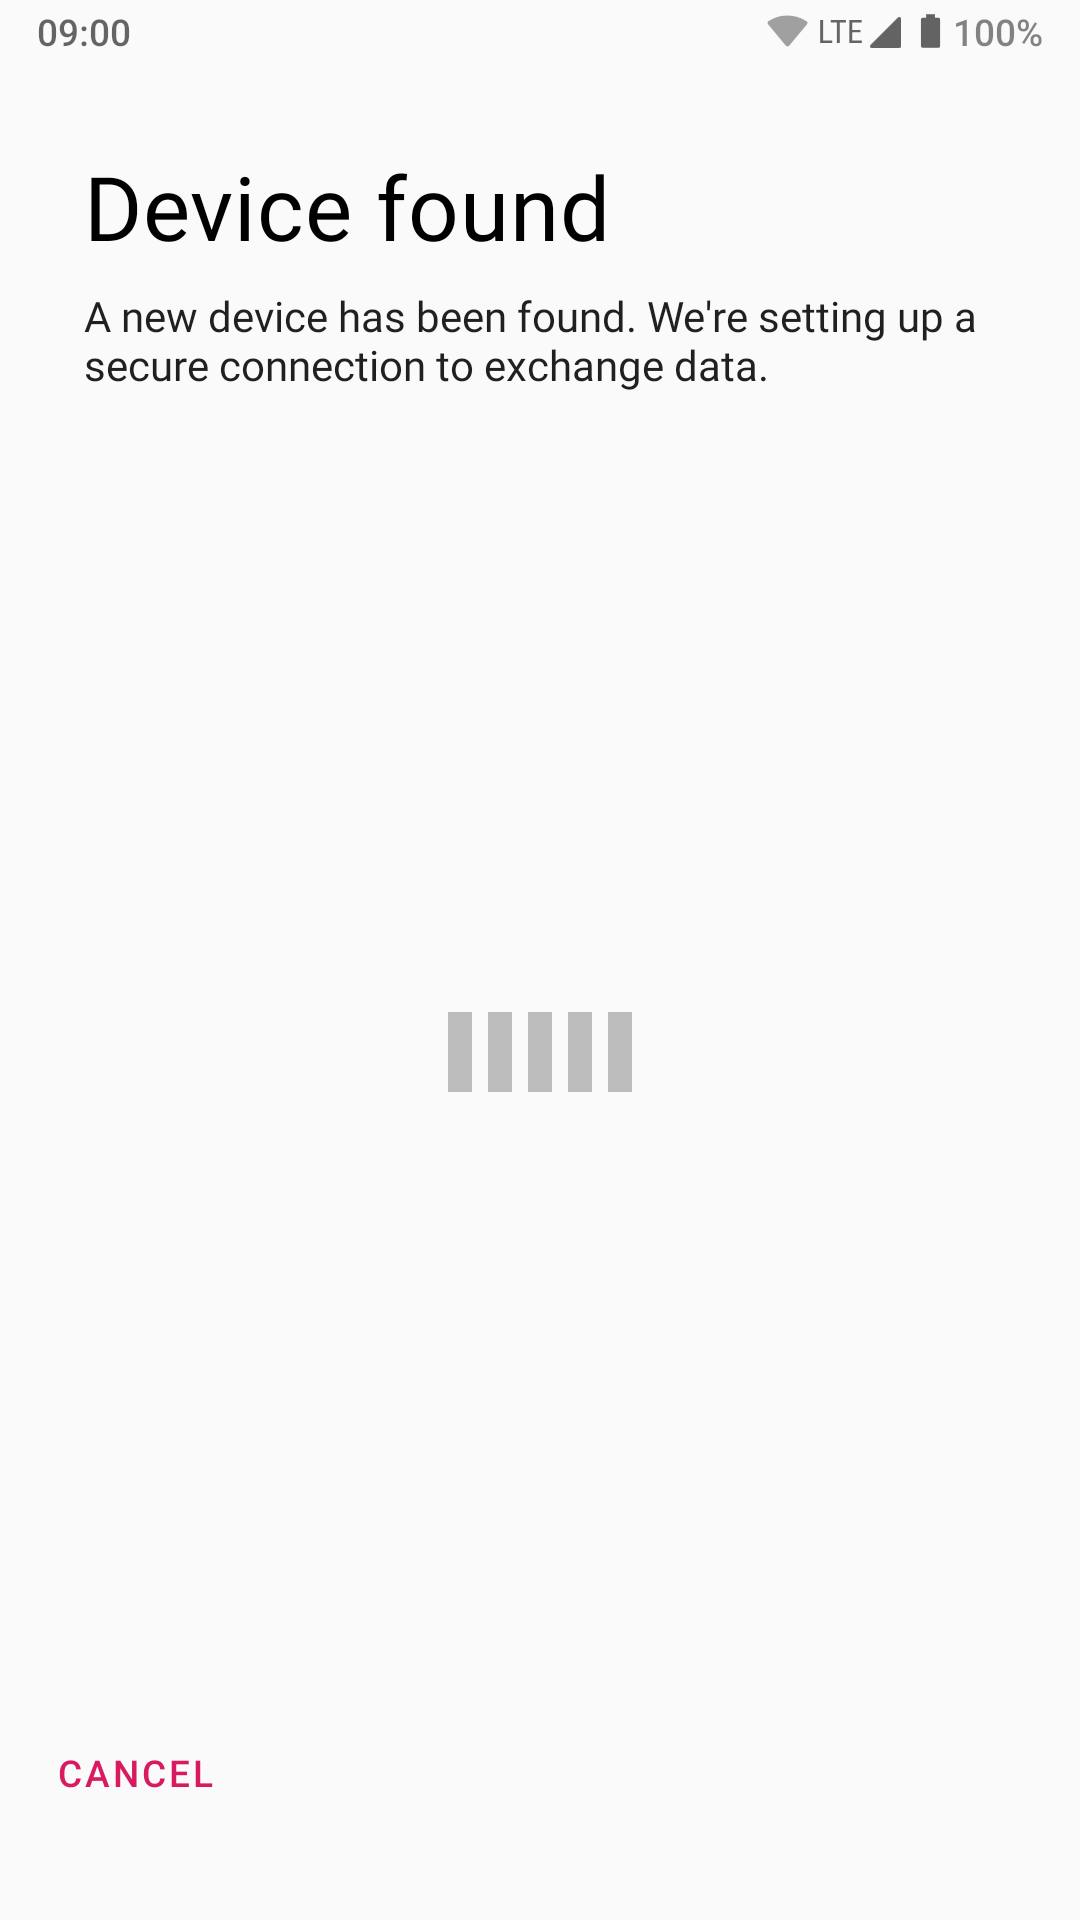 09:00
LTE 100%
Device found
A new device has been found. We're setting up a
secure connection to exchange data.
CANCEL